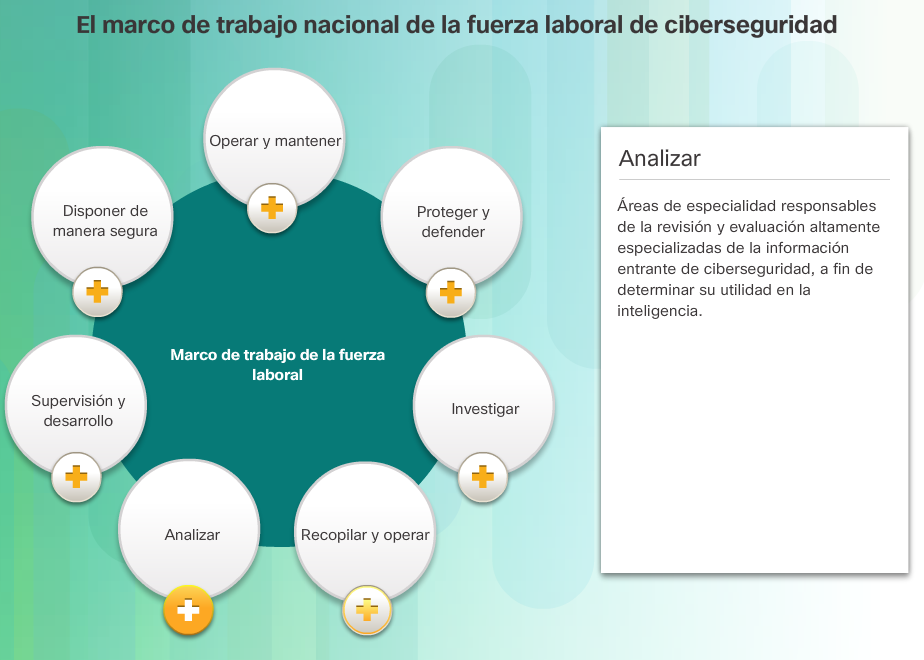 El marco de trabajo nacional de la fuerza laboral de ciberseguridad
Operar y mantener
Disponer de
manera segura
Proteger y
defender
Marco de trabajo de la fuerza
laboral
Supervisión y
desarrollo
Investigar
Analizar
Recopilar y operar
Analizar
Áreas de especialidad responsables
de la revisión y evaluación altamente
especializadas de la información
entrante de ciberseguridad, a fin de
determinar su utilidad en la
inteligencia.